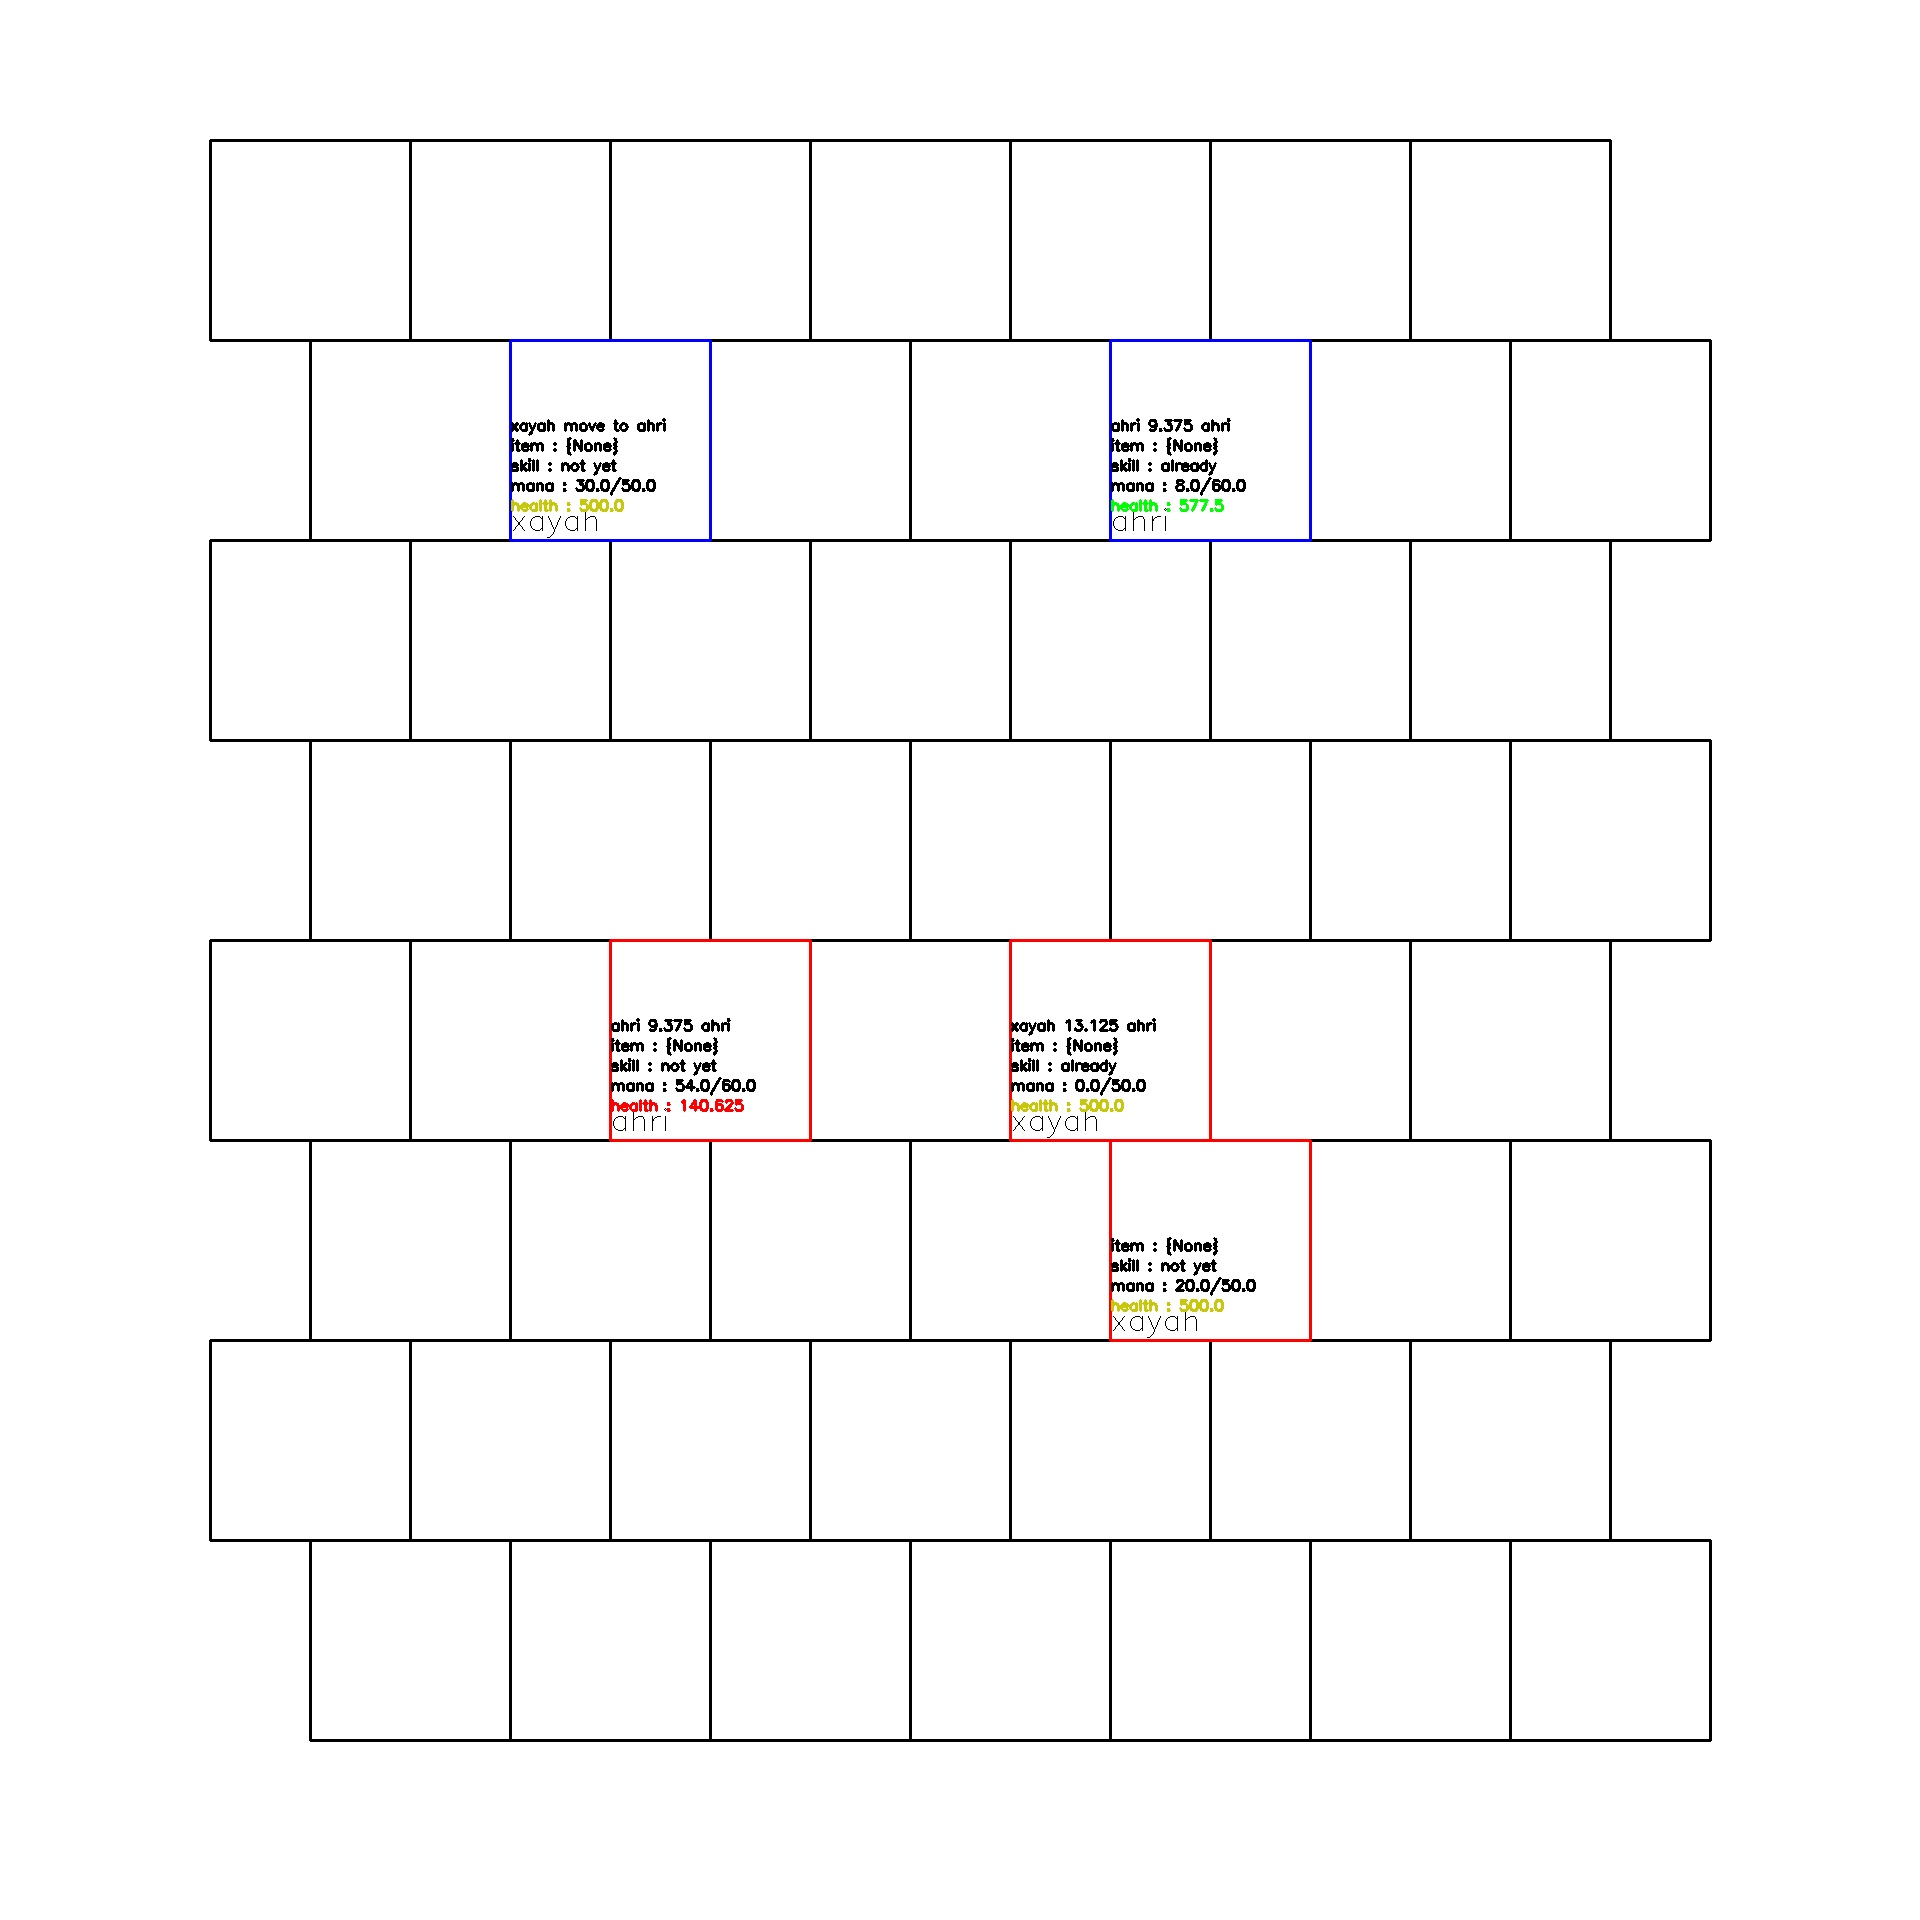 xayah move to ahri
item : {None}
skill : not yet
mana : 30.0/50.0
health : 500.0
xayah
ahri 9.375 ahri
item : {None}
skill : already
mana : 8.0/60.0
health : 577.5
ahri
ahri 9.375 ahri
item : {None}
skill : not yet
mana : 54.0/60.0
health : 140.625
ahri
xayah 13.125 ahri
item : {None}
skill : already
mana : 0.0/50.0
health : 500.0
xayah
item : {None}
skill : not yet
mana : 20.0/50.0
health : 500.0
xayah